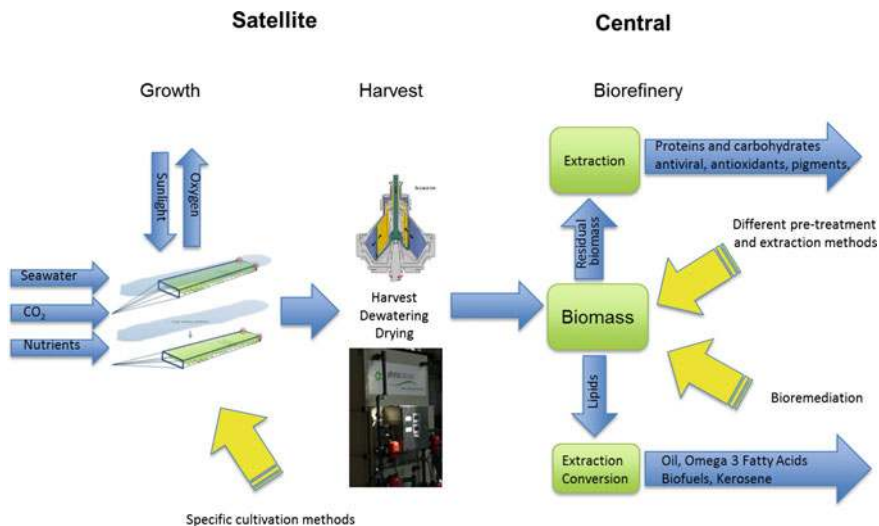 Satellite
Central
Growth
Harvest
Biorefinery
Sunlight
Oxygen
Seawater
CO₂
Nutrients
Harvest
Dewatering
Drying
Extraction
Proteins and carbohydrates
antiviral, antioxidants, pigments,
Residual
biomass
Different pre-treatment
and extraction methods
Biomass
Lipids
Bioremediation
Extraction
Conversion
Oil, Omega 3 Fatty Acids
Biofuels, Kerosene
Specific cultivation methods